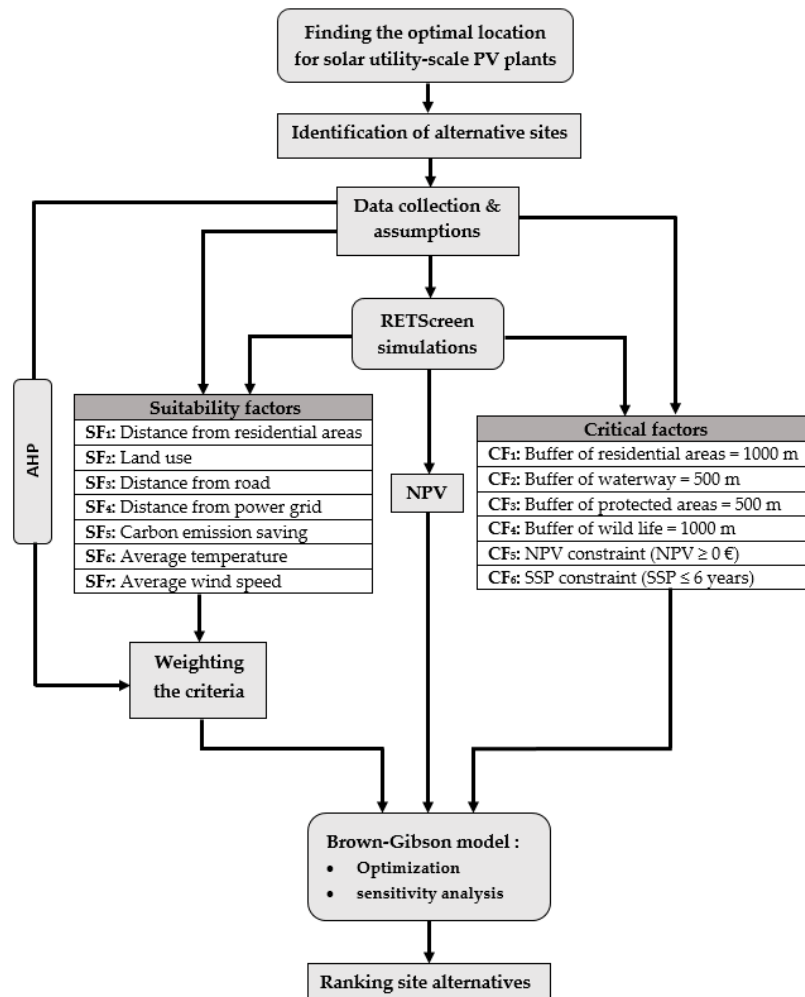 Finding the optimal location
for solar utility-scale PV plants
Identification of alternative sites
Data collection &
assumptions
RETScreen
simulations
AHP
Suitability factors
SF₁: Distance from residential areas
SF₂: Land use
SF₃: Distance from road
SF₄: Distance from power grid
SF₅: Carbon emission saving
SF₆: Average temperature
SF₇: Average wind speed
NPV
Critical factors
CF₁: Buffer of residential areas = 1000 m
CF₂: Buffer of waterway = 500 m
CF₃: Buffer of protected areas = 500 m
CF₄: Buffer of wild life = 1000 m
CF₅: NPV constraint (NPV ≥ 0 €)
CF₆: SSP constraint (SSP ≤ 6 years)
Weighting
the criteria
Brown-Gibson model :
• Optimization
• sensitivity analysis
Ranking site alternatives